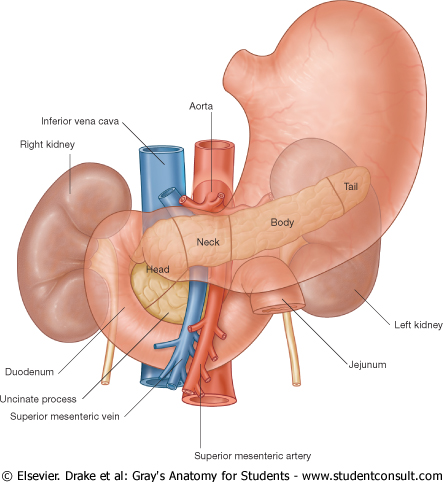 Aorta
Inferior vena cava
Right kidney
Tail
Body
Neck
Head
Left kidney
Jejunum
Duodenum
Uncinate process
Superior mesenteric vein
Superior mesenteric artery
© Elsevier. Drake et al: Gray's Anatomy for Students - www.studentconsult.com